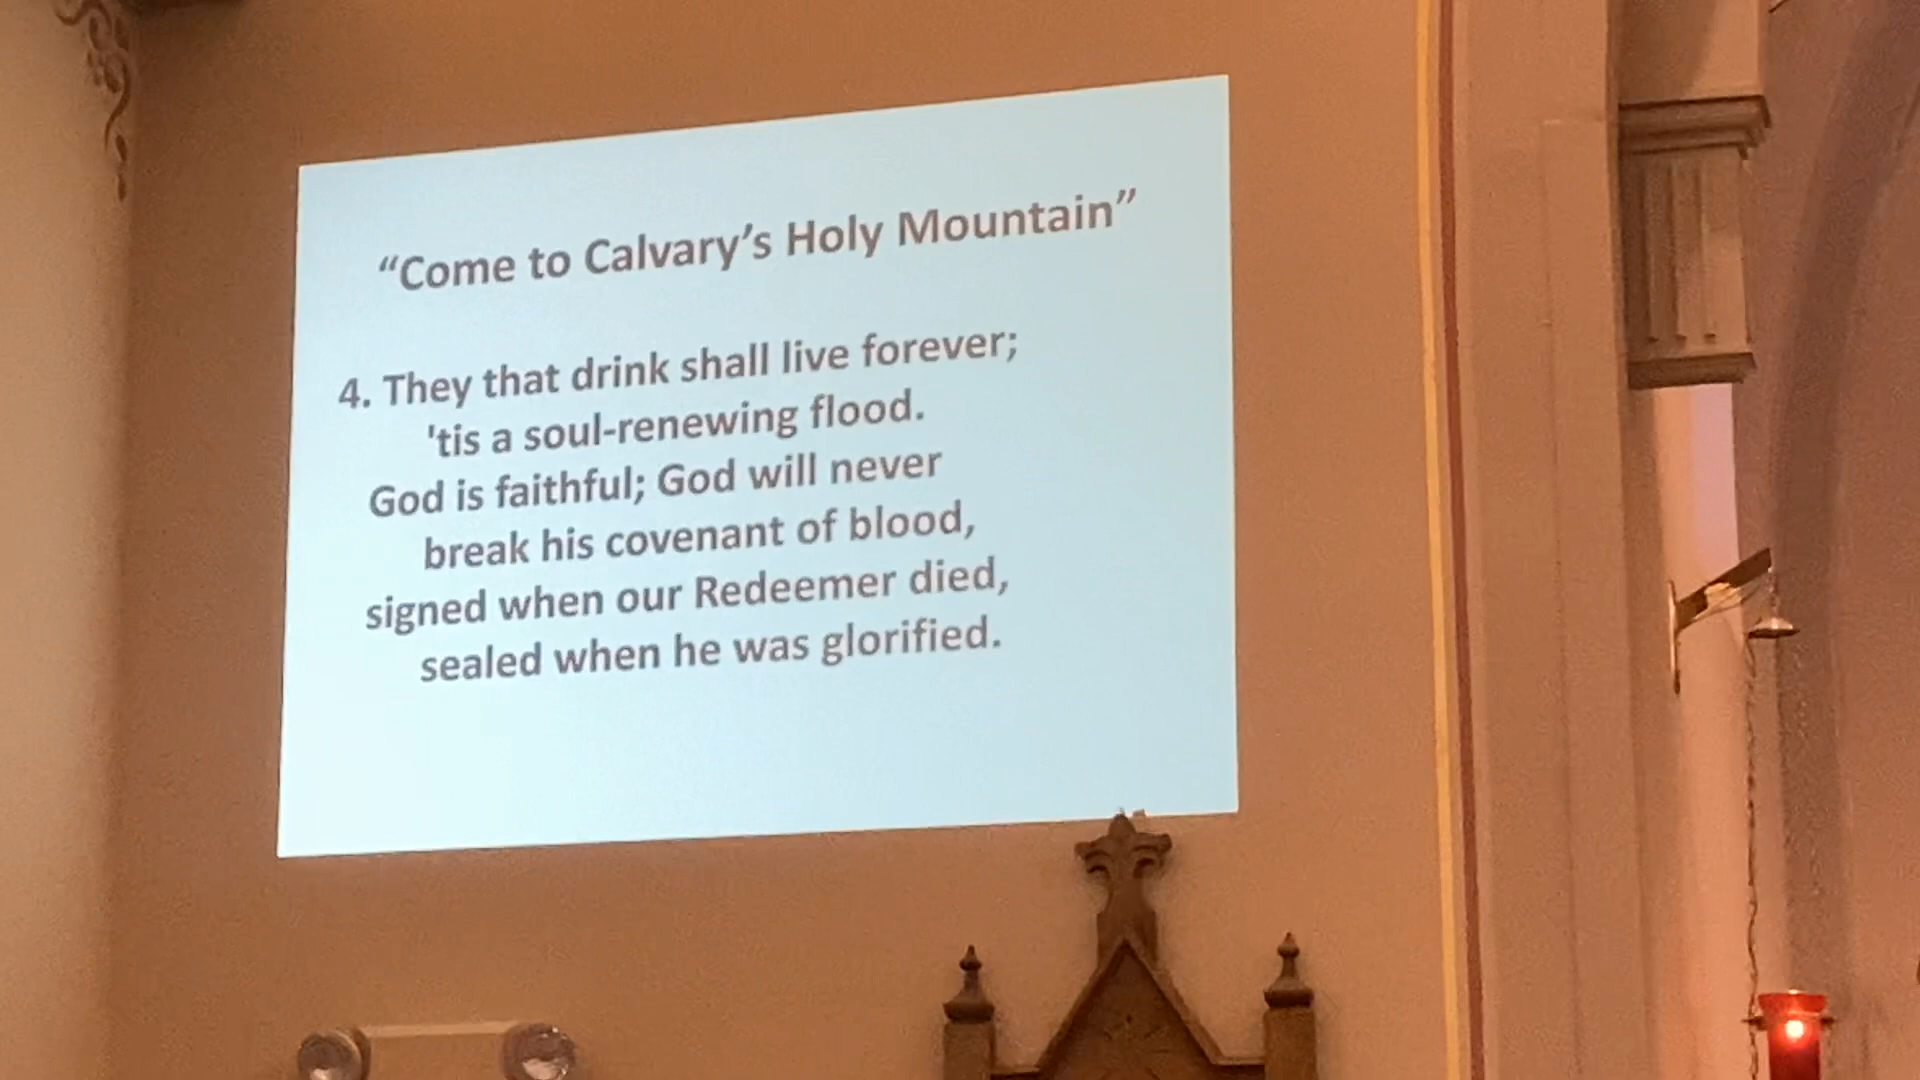 “Come to Calvary’s Holy Mountain”
4. They that drink shall live forever;
'tis a soul-renewing flood.
God is faithful; God will never
break his covenant of blood,
signed when our Redeemer died,
sealed when he was glorified.